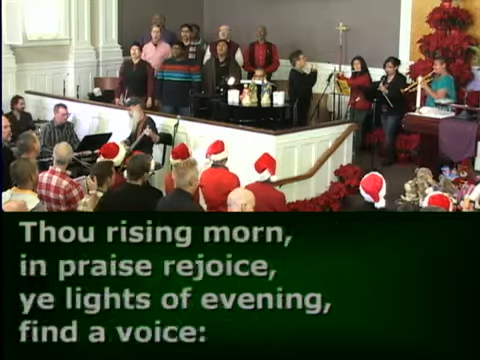 Thou rising morn,
in praise rejoice,
ye lights of evening,
find a voice: